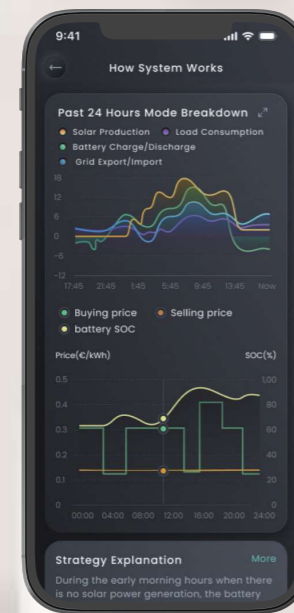 9:41
How System Works
Past 24 Hours Mode Breakdown
Solar Production Load Consumption
Battery Charge/Discharge
Grid Export/Import
18
12
6
0
-6
-12
17:45 21:45 1:45 5:45 9:45 13:45 Now
Buying price Selling price
battery SOC
Price(€/kWh) SOC(%)
0.5 1,00
0.4 80
0.3 60
0.2 40
0.1 20
0 0
00:00 04:00 08:00 12:00 16:00 20:00 24:00
Strategy Explanation More
During the early morning hours when there
is no solar power generation, the battery